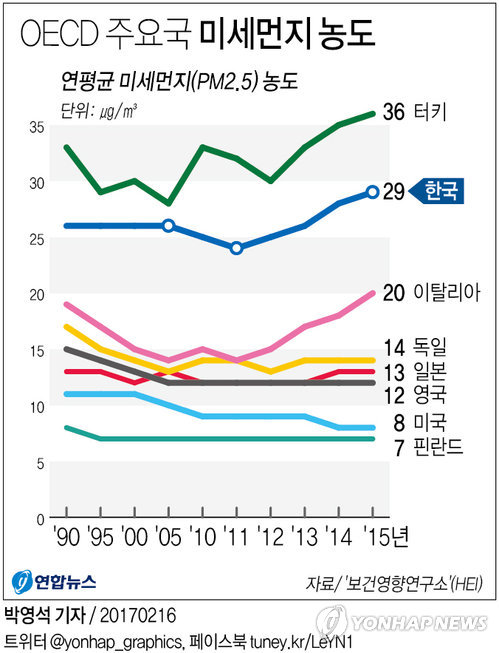 OECD 주요국 미세먼지 농도
연평균 미세먼지(PM2.5) 농도
단위: ㎍/㎥
35
30
25
20
15
10
5
0
36 터키
29 한국
20 이탈리아
14 독일
13 일본
12 영국
8 미국
7 핀란드
'90 '95 '00 '05 '10 '11 '12 '13 '14 '15년
연합뉴스
자료/ '보건영향연구소'(HEI)
박영석 기자 / 20170216
YONHAP NEWS
트위터 @yonhap_graphics, 페이스북 tuney.kr/LeYN1